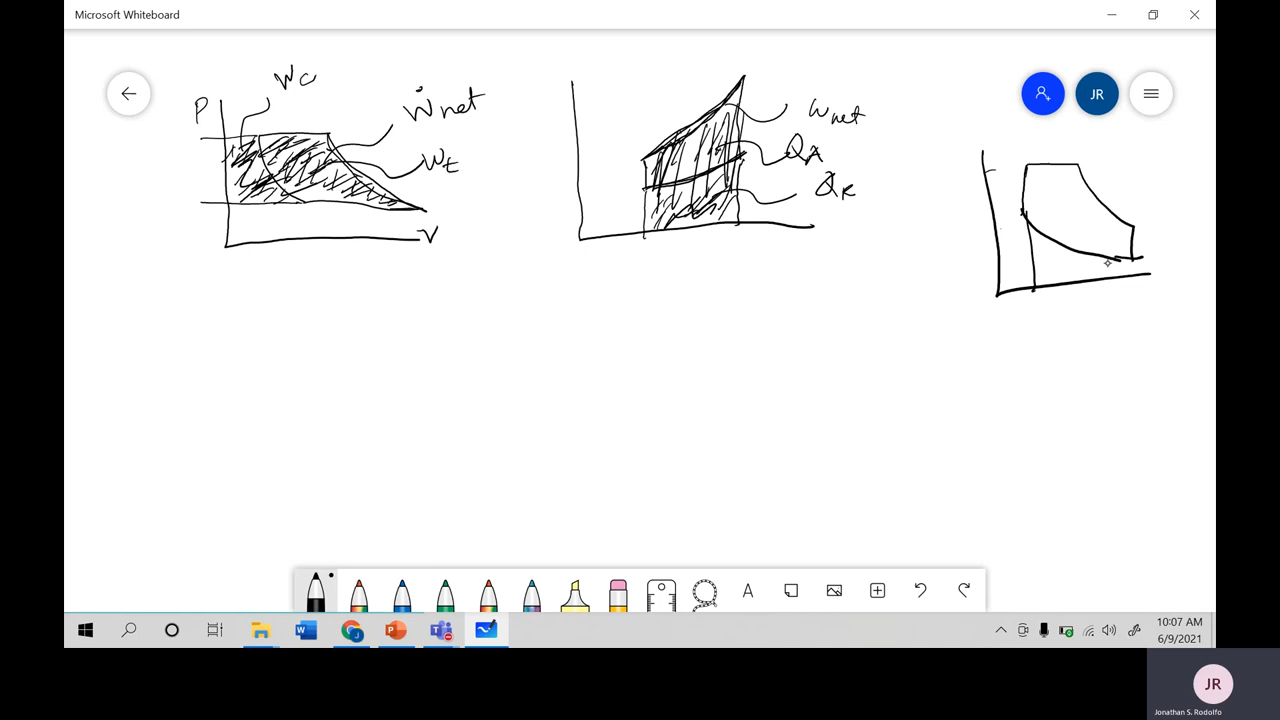 Microsoft Whiteboard
Wc
P
Ẇnet
Wt
V
Wnet
QA
QR
JR
A
10:07 AM
6/9/2021
JR
Jonathan S. Rodolfo